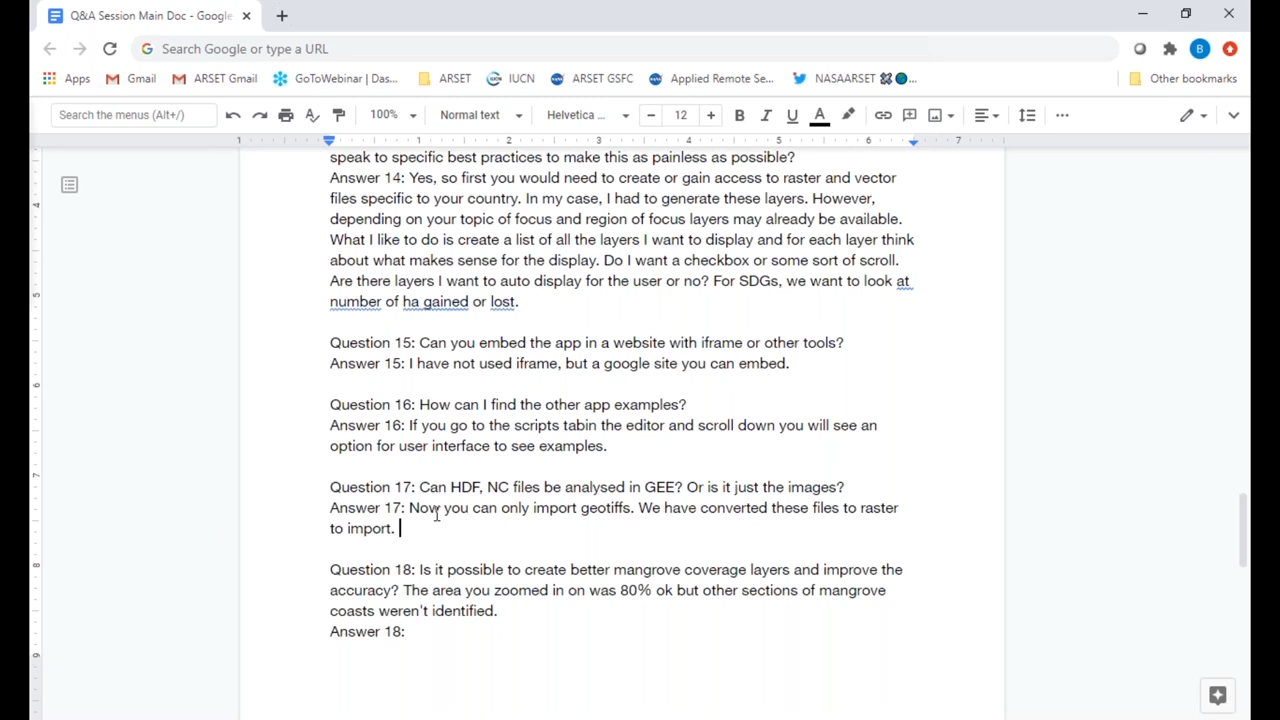 Q&A Session Main Doc - Google
Search Google or type a URL
Apps Gmail ARSET Gmail GoToWebinar | Das... ARSET IUCN ARSET GSFC Applied Remote Se... NASAARSET ... Other bookmarks
B
Search the menus (Alt+/) 100% Normal text Helvetica ... 12 B I U A
1 1 2 3 4 5 6 7
speak to specific best practices to make this as painless as possible?
Answer 14: Yes, so first you would need to create or gain access to raster and vector
files specific to your country. In my case, I had to generate these layers. However,
depending on your topic of focus and region of focus layers may already be available.
What I like to do is create a list of all the layers I want to display and for each layer think
about what makes sense for the display. Do I want a checkbox or some sort of scroll.
Are there layers I want to auto display for the user or no? For SDGs, we want to look at
number of ha gained or lost.
Question 15: Can you embed the app in a website with iframe or other tools?
Answer 15: I have not used iframe, but a google site you can embed.
Question 16: How can I find the other app examples?
Answer 16: If you go to the scripts tabin the editor and scroll down you will see an
option for user interface to see examples.
Question 17: Can HDF, NC files be analysed in GEE? Or is it just the images?
Answer 17: Now you can only import geotiffs. We have converted these files to raster
to import.
Question 18: Is it possible to create better mangrove coverage layers and improve the
accuracy? The area you zoomed in on was 80% ok but other sections of mangrove
coasts weren't identified.
Answer 18:
4
5
6
7
8
9